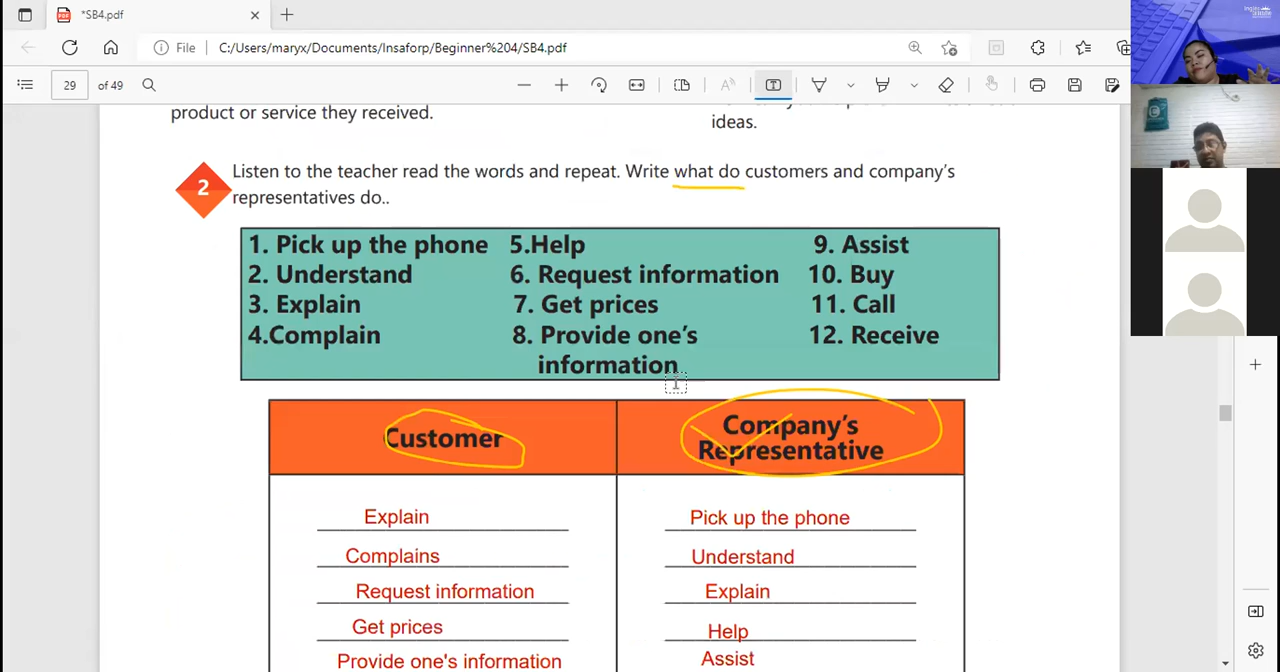 *SB4.pdf
File
C:/Users/maryx/Documents/Insaforp/Beginner%204/SB4.pdf
29 of 49
product or service they received.
ideas.
2
Listen to the teacher read the words and repeat. Write what do customers and company's
representatives do..
1. Pick up the phone
2. Understand
3. Explain
4.Complain
5.Help
6. Request information
7. Get prices
8. Provide one's
information
9. Assist
10. Buy
11. Call
12. Receive
Customer
Company's
Representative
Explain
Complains
Request information
Get prices
Provide one's information
Pick up the phone
Understand
Explain
Help
Assist